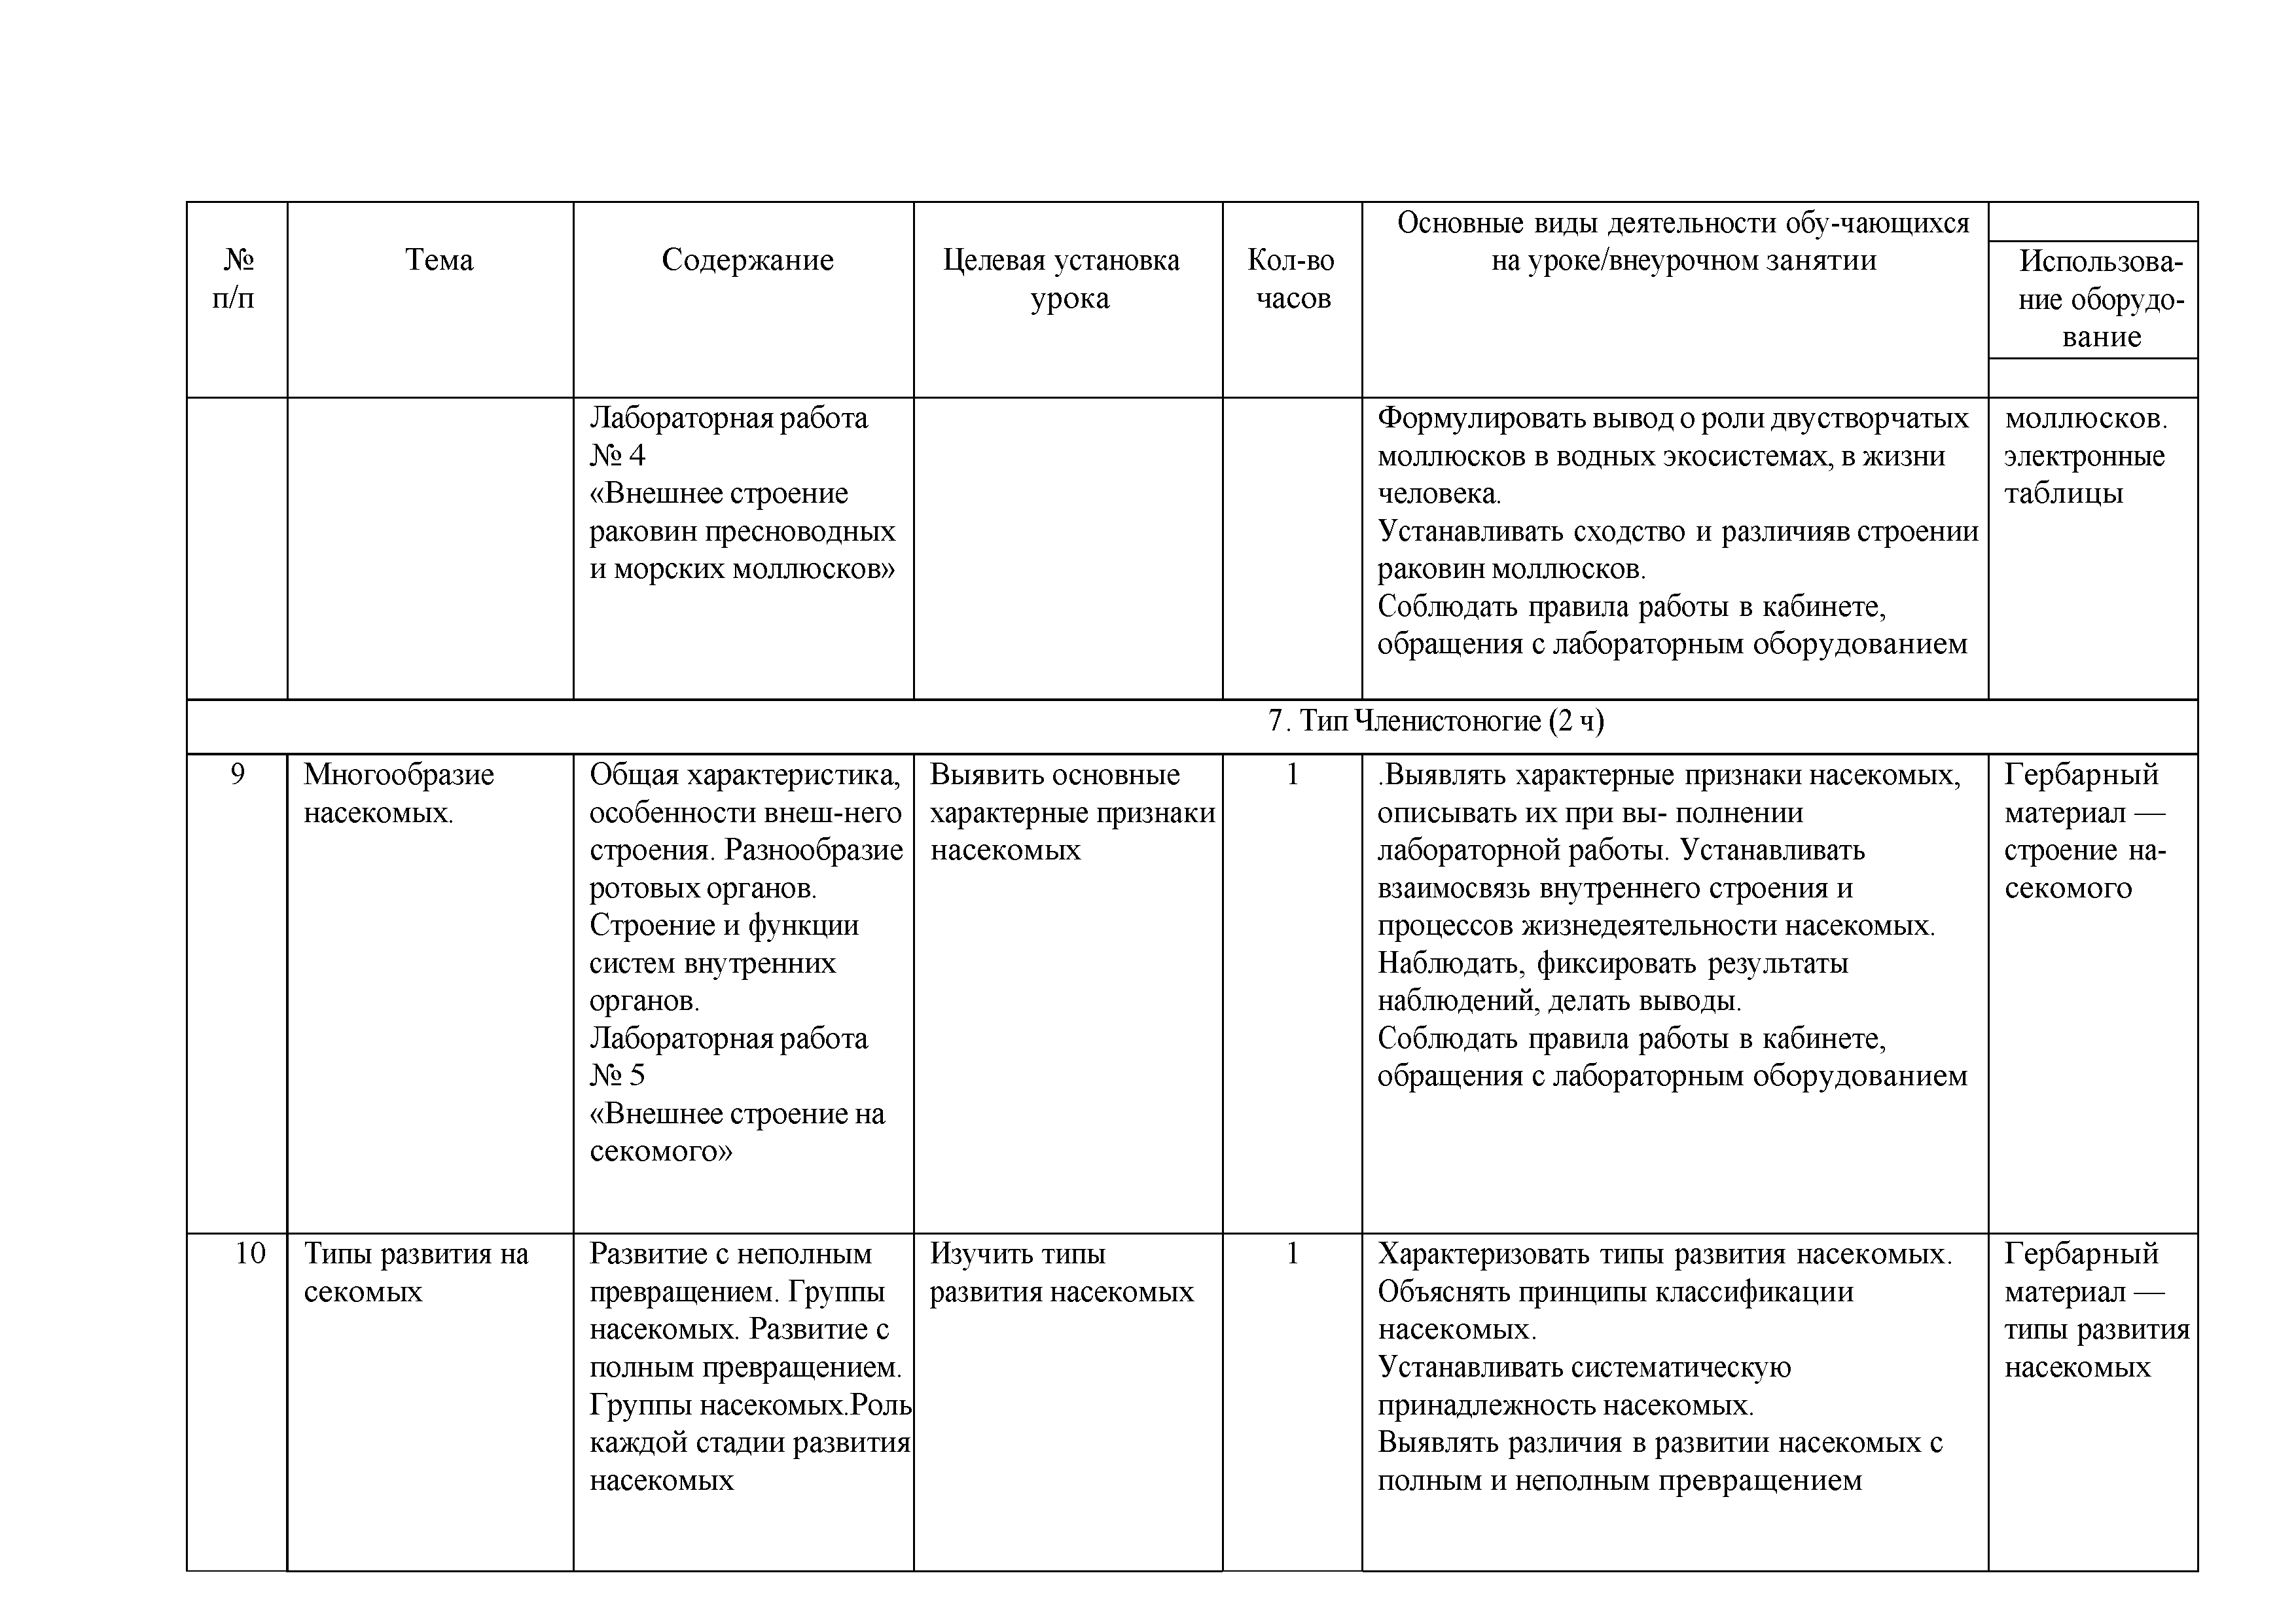 №
п/п
Тема
Содержание
Целевая установка
урока
Кол-во
часов
Основные виды деятельности обу-чающихся
на уроке/внеурочном занятии
Использова-
ние оборудо-
вание
Лабораторная работа
№ 4
«Внешнее строение
раковин пресноводных
и морских моллюсков»
Формулировать вывод о роли двустворчатых
моллюсков в водных экосистемах, в жизни
человека.
Устанавливать сходство и различияв строении
раковин моллюсков.
Соблюдать правила работы в кабинете,
обращения с лабораторным оборудованием
моллюсков.
электронные
таблицы
7. Тип Членистоногие (2 ч)
9
Многообразие
насекомых.
Общая характеристика,
особенности внеш-него
строения. Разнообразие
ротовых органов.
Строение и функции
систем внутренних
органов.
Лабораторная работа
№ 5
«Внешнее строение на
секомого»
Выявить основные
характерные признаки
насекомых
1
.Выявлять характерные признаки насекомых,
описывать их при вы- полнении
лабораторной работы. Устанавливать
взаимосвязь внутреннего строения и
процессов жизнедеятельности насекомых.
Наблюдать, фиксировать результаты
наблюдений, делать выводы.
Соблюдать правила работы в кабинете,
обращения с лабораторным оборудованием
Гербарный
материал —
строение на-
секомого
10
Типы развития на
секомых
Развитие с неполным
превращением. Группы
насекомых. Развитие с
полным превращением.
Группы насекомых.Роль
каждой стадии развития
насекомых
Изучить типы
развития насекомых
1
Характеризовать типы развития насекомых.
Объяснять принципы классификации
насекомых.
Устанавливать систематическую
принадлежность насекомых.
Выявлять различия в развитии насекомых с
полным и неполным превращением
Гербарный
материал —
типы развития
насекомых